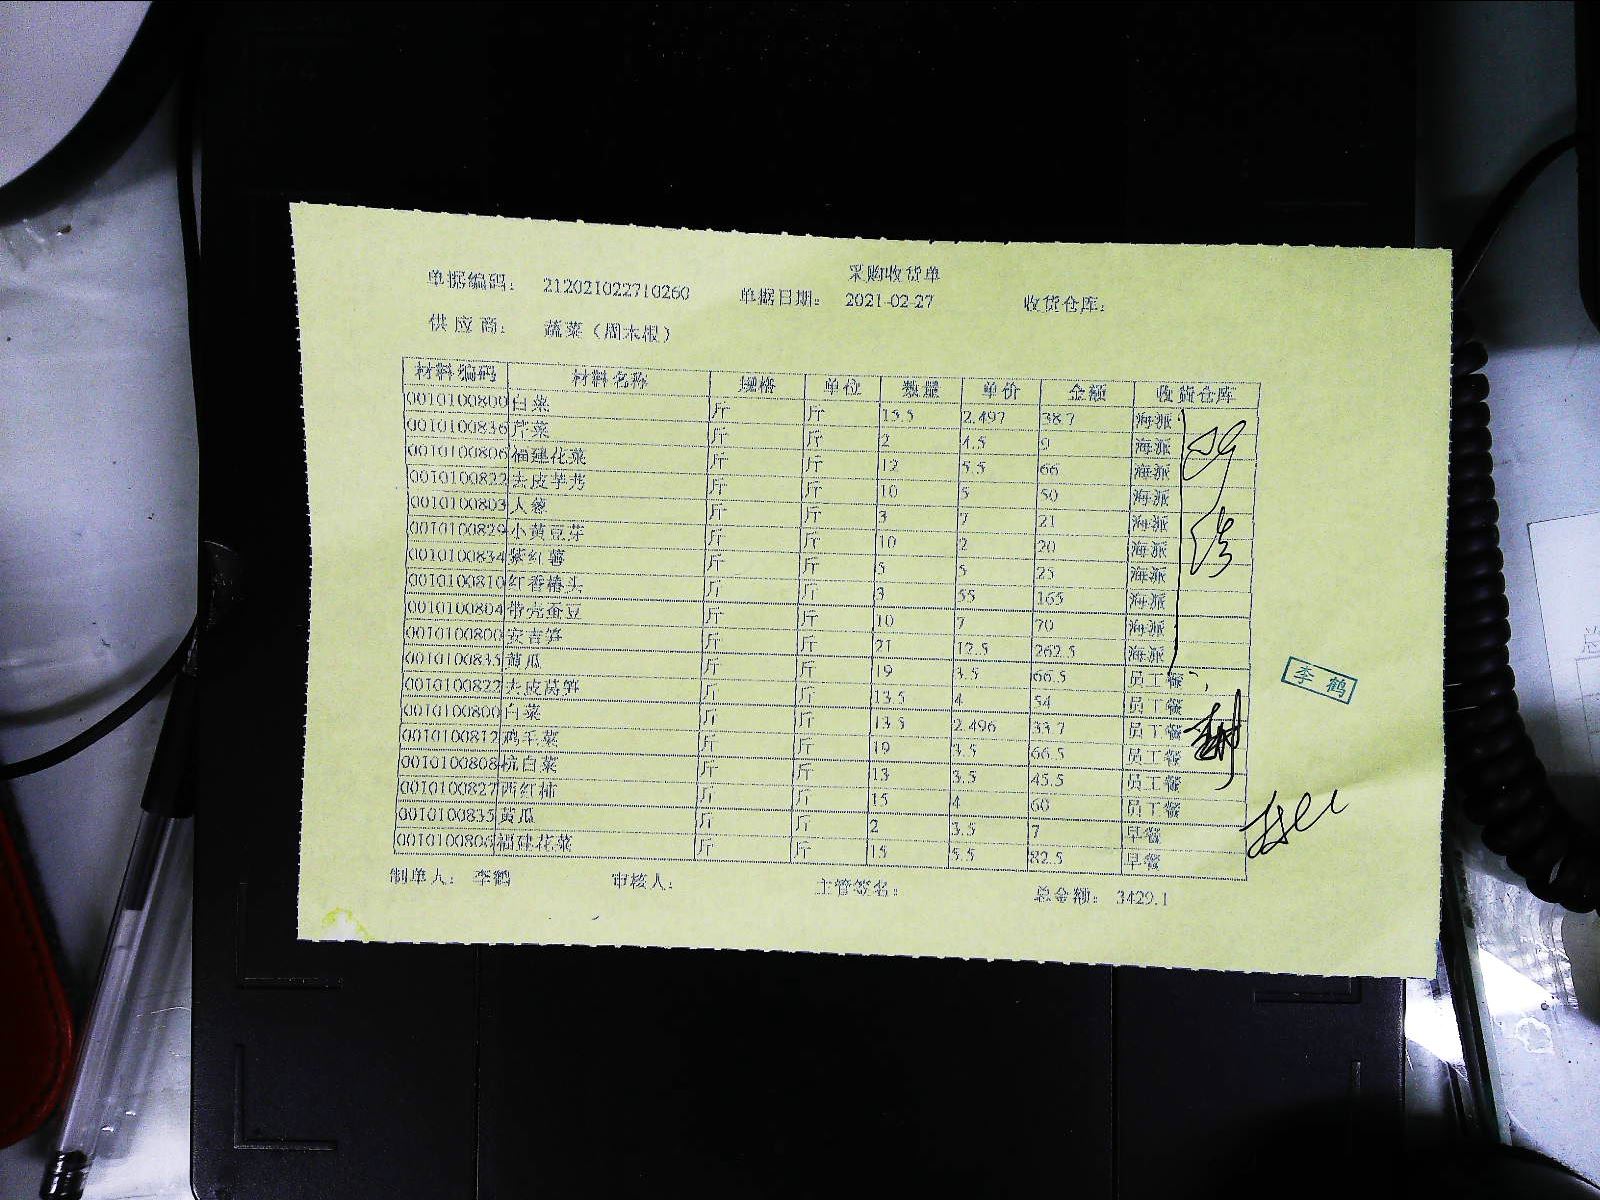 采购收货单
单据编码： 212021022710260 单据日期： 2021-02-27 收货仓库：
供应商： 蔬菜（周末根）
材料编码 材料名称 规格 单位 数量 单价 金额 收货仓库
0010100800 白菜 斤 斤 15.5 2.497 38.7 海派
0010100836 芹菜 斤 斤 2 4.5 9 海派
0010100806 福建花菜 斤 斤 12 5.5 66 海派
0010100822 去皮芋艿 斤 斤 10 5 50 海派
0010100803 大葱 斤 斤 3 7 21 海派
0010100829 小黄豆芽 斤 斤 10 2 20 海派
0010100834 紫红薯 斤 斤 5 5 25 海派
0010100810 红香椿头 斤 斤 3 55 165 海派
0010100804 带壳蚕豆 斤 斤 10 7 70 海派
0010100800 安吉笋 斤 斤 21 12.5 262.5 海派
0010100835 黄瓜 斤 斤 19 3.5 66.5 员工餐
0010100822 去皮莴笋 斤 斤 13.5 4 54 员工餐
0010100800 白菜 斤 斤 13.5 2.496 33.7 员工餐
0010100812 鸡毛菜 斤 斤 19 3.5 66.5 员工餐
0010100808 杭白菜 斤 斤 13 3.5 45.5 员工餐
0010100827 西红柿 斤 斤 15 4 60 员工餐
0010100835 黄瓜 斤 斤 2 3.5 7 早餐
0010100806 福建花菜 斤 斤 15 5.5 82.5 早餐
李鹤
制单人： 李鹤 审核人： 主管签名： 总金额： 3429.1